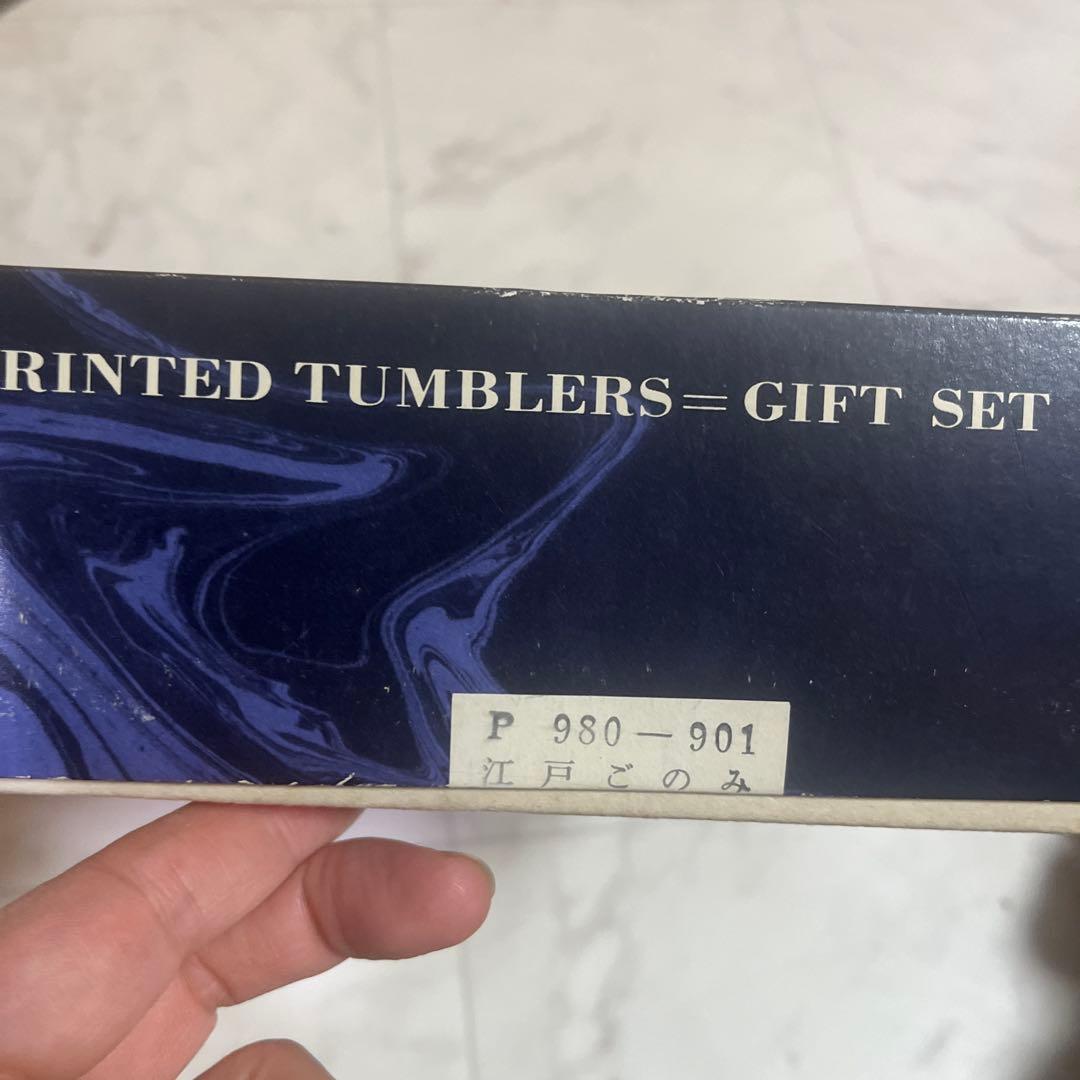 RINTED TUMBLERS=GIFT SET
P 980-901
江戸ごのみ